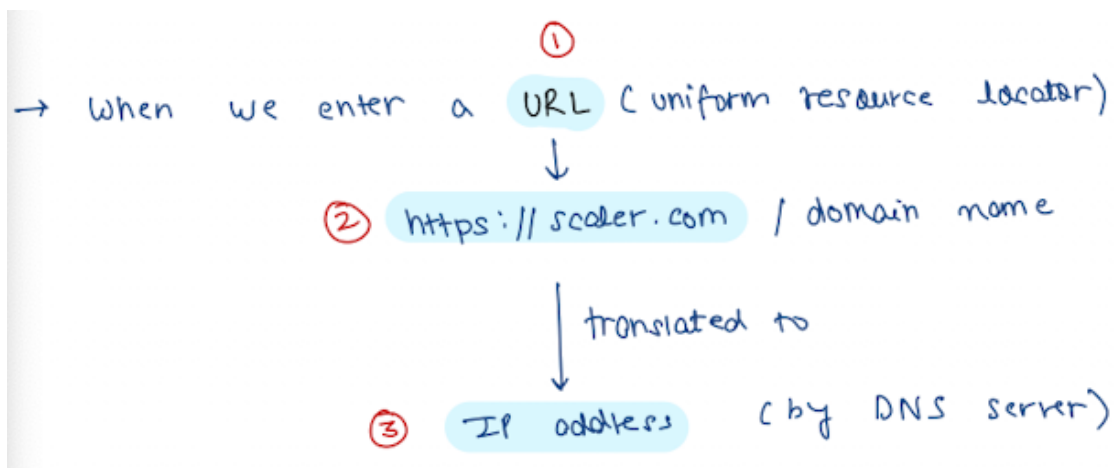 ①
→ When we enter a URL (uniform resource locator)
↓
② https://scaler.com / domain name
↓ translated to
③ IP address (by DNS server)